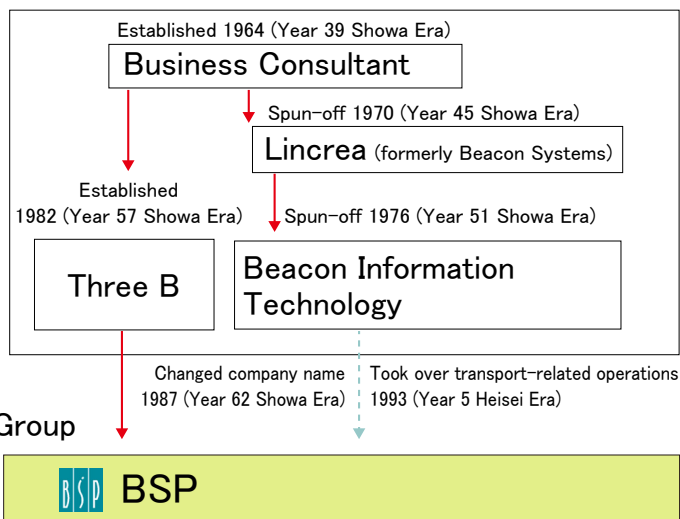 Established 1964 (Year 39 Showa Era)
Business Consultant
Spun-off 1970 (Year 45 Showa Era)
Lincrea (formerly Beacon Systems)
Established
1982 (Year 57 Showa Era)
Spun-off 1976 (Year 51 Showa Era)
Three B
Beacon Information
Technology
Changed company name
1987 (Year 62 Showa Era)
Took over transport-related operations
1993 (Year 5 Heisei Era)
Group
BSP BSP